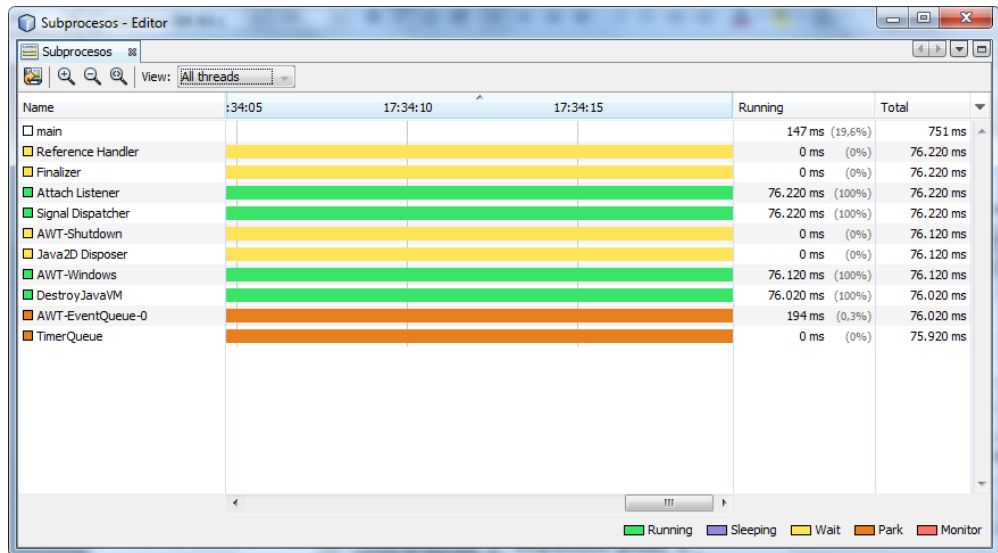 Subprocesos - Editor
Subprocesos
View: All threads
Name :34:05 17:34:10 17:34:15 Running Total
main 147 ms (19,6%) 751 ms
Reference Handler 0 ms (0%) 76.220 ms
Finalizer 0 ms (0%) 76.220 ms
Attach Listener 76.220 ms (100%) 76.220 ms
Signal Dispatcher 76.220 ms (100%) 76.220 ms
AWT-Shutdown 0 ms (0%) 76.120 ms
Java2D Disposer 0 ms (0%) 76.120 ms
AWT-Windows 76.120 ms (100%) 76.120 ms
DestroyJavaVM 76.020 ms (100%) 76.020 ms
AWT-EventQueue-0 194 ms (0,3%) 76.020 ms
TimerQueue 0 ms (0%) 75.920 ms
Running Sleeping Wait Park Monitor